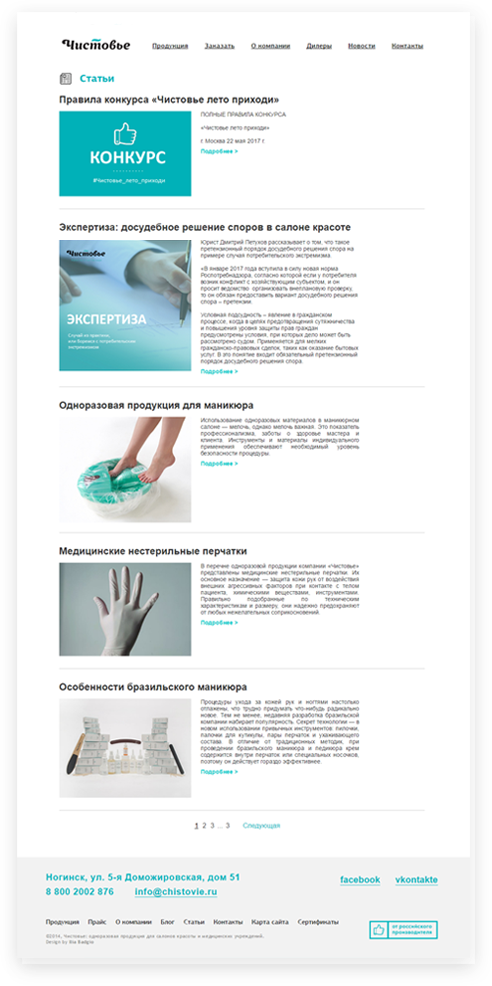 Чистовье
Продукция Заказать О компании Дилеры Новости Контакты
Статьи
Правила конкурса «Чистовье лето приходи»
КОНКУРС
#Чистовье_лето_приходи
ПОЛНЫЕ ПРАВИЛА КОНКУРСА
«Чистовье лето приходи»
г. Москва 22 мая 2017 г.
Подробнее >
Экспертиза: досудебное решение споров в салоне красоте
Чистовье
ЭКСПЕРТИЗА
Случай из практики,
или боремся с потребительским
экстремизмом
Юрист Дмитрий Петухов рассказывает о том, что такое
претензионный порядок досудебного решения спора на
примере случая потребительского экстремизма.
«В январе 2017 года вступила в силу новая норма
Роспотребнадзора, согласно которой если у потребителя
возник конфликт с хозяйствующим субъектом, и он
просит ведомство организовать внеплановую проверку,
то он обязан предоставить вариант досудебного решения
спора – претензии.
Условная подсудность – явление в гражданском
процессе, когда в целях предотвращения сутяжничества
и повышения уровня защиты прав граждан
предусмотрены условия, при которых дело может быть
рассмотрено судом. Применяется для мелких
гражданско-правовых сделок, таких как оказание бытовых
услуг. В это понятие входит обязательный претензионный
порядок досудебного решения спора.
Подробнее >
Одноразовая продукция для маникюра
Использование одноразовых материалов в маникюрном
салоне — мелочь, однако мелочь важная. Это показатель
профессионализма, заботы о здоровье мастера и
клиента. Инструменты и материалы индивидуального
применения обеспечивают необходимый уровень
безопасности процедуры.
Подробнее >
Медицинские нестерильные перчатки
В перечне одноразовой продукции компании «Чистовье»
представлены медицинские нестерильные перчатки. Их
основное назначение — защита кожи рук от воздействия
внешних агрессивных факторов при контакте с телом
пациента, химическими веществами, инструментами.
Правильно подобранные по техническим
характеристикам и размеру, они надежно предохраняют
от любых нежелательных соприкосновений.
Подробнее >
Особенности бразильского маникюра
Процедуры ухода за кожей рук и ногтями настолько
отлажены, что трудно придумать что-нибудь радикально
новое. Тем не менее, недавняя разработка бразильской
компании набирает популярность. Секрет технологии — в
новом использовании привычных инструментов: пилочки,
палочки для кутикулы, пары перчаток и ухаживающего
состава. В отличие от традиционных методик, при
проведении бразильского маникюра и педикюра крем
содержится внутри перчаток или специальных носочков,
поэтому он действует гораздо эффективнее.
Подробнее >
1 2 3 ... 3 Следующая
Ногинск, ул. 5-я Доможировская, дом 51
8 800 2002 876 info@chistovie.ru
facebook vkontakte
Продукция Прайс О компании Блог Статьи Контакты Карта сайта Сертификаты
©2014, Чистовье: одноразовая продукция для салонов красоты и медицинских учреждений.
Design by the Badgle
от российского
производителя